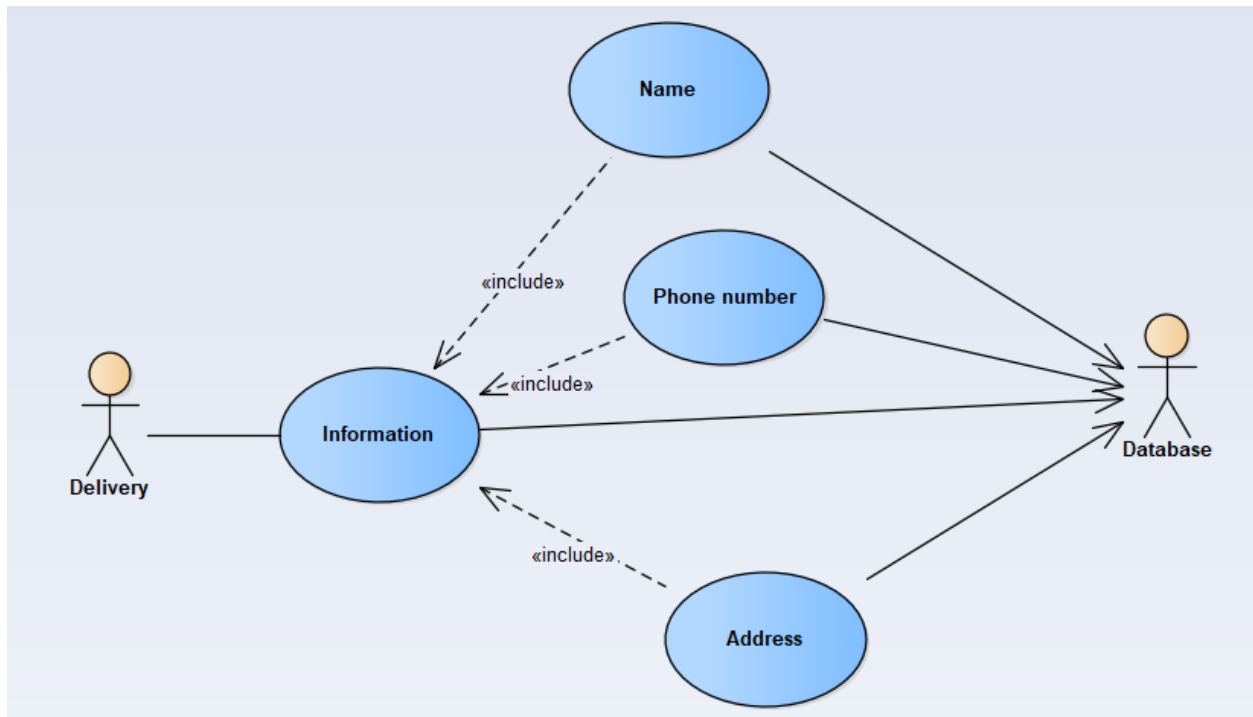 Name
«include»
Phone number
«include»
Information
Database
Delivery
«include»
Address